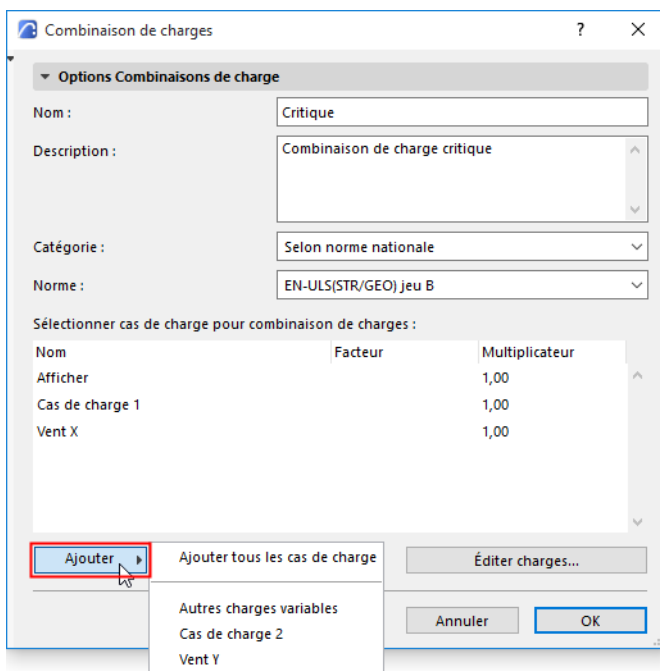 Combinaison de charges ? ×
Options Combinaisons de charge
Nom : Critique
Description : Combinaison de charge critique
Catégorie : Selon norme nationale
Norme : EN-ULS(STR/GEO) jeu B
Sélectionner cas de charge pour combinaison de charges :
Nom Facteur Multiplicateur
Afficher 1,00
Cas de charge 1 1,00
Vent X 1,00
Ajouter Ajouter tous les cas de charge Éditer charges...
Autres charges variables
Annuler OK
Cas de charge 2
Vent Y